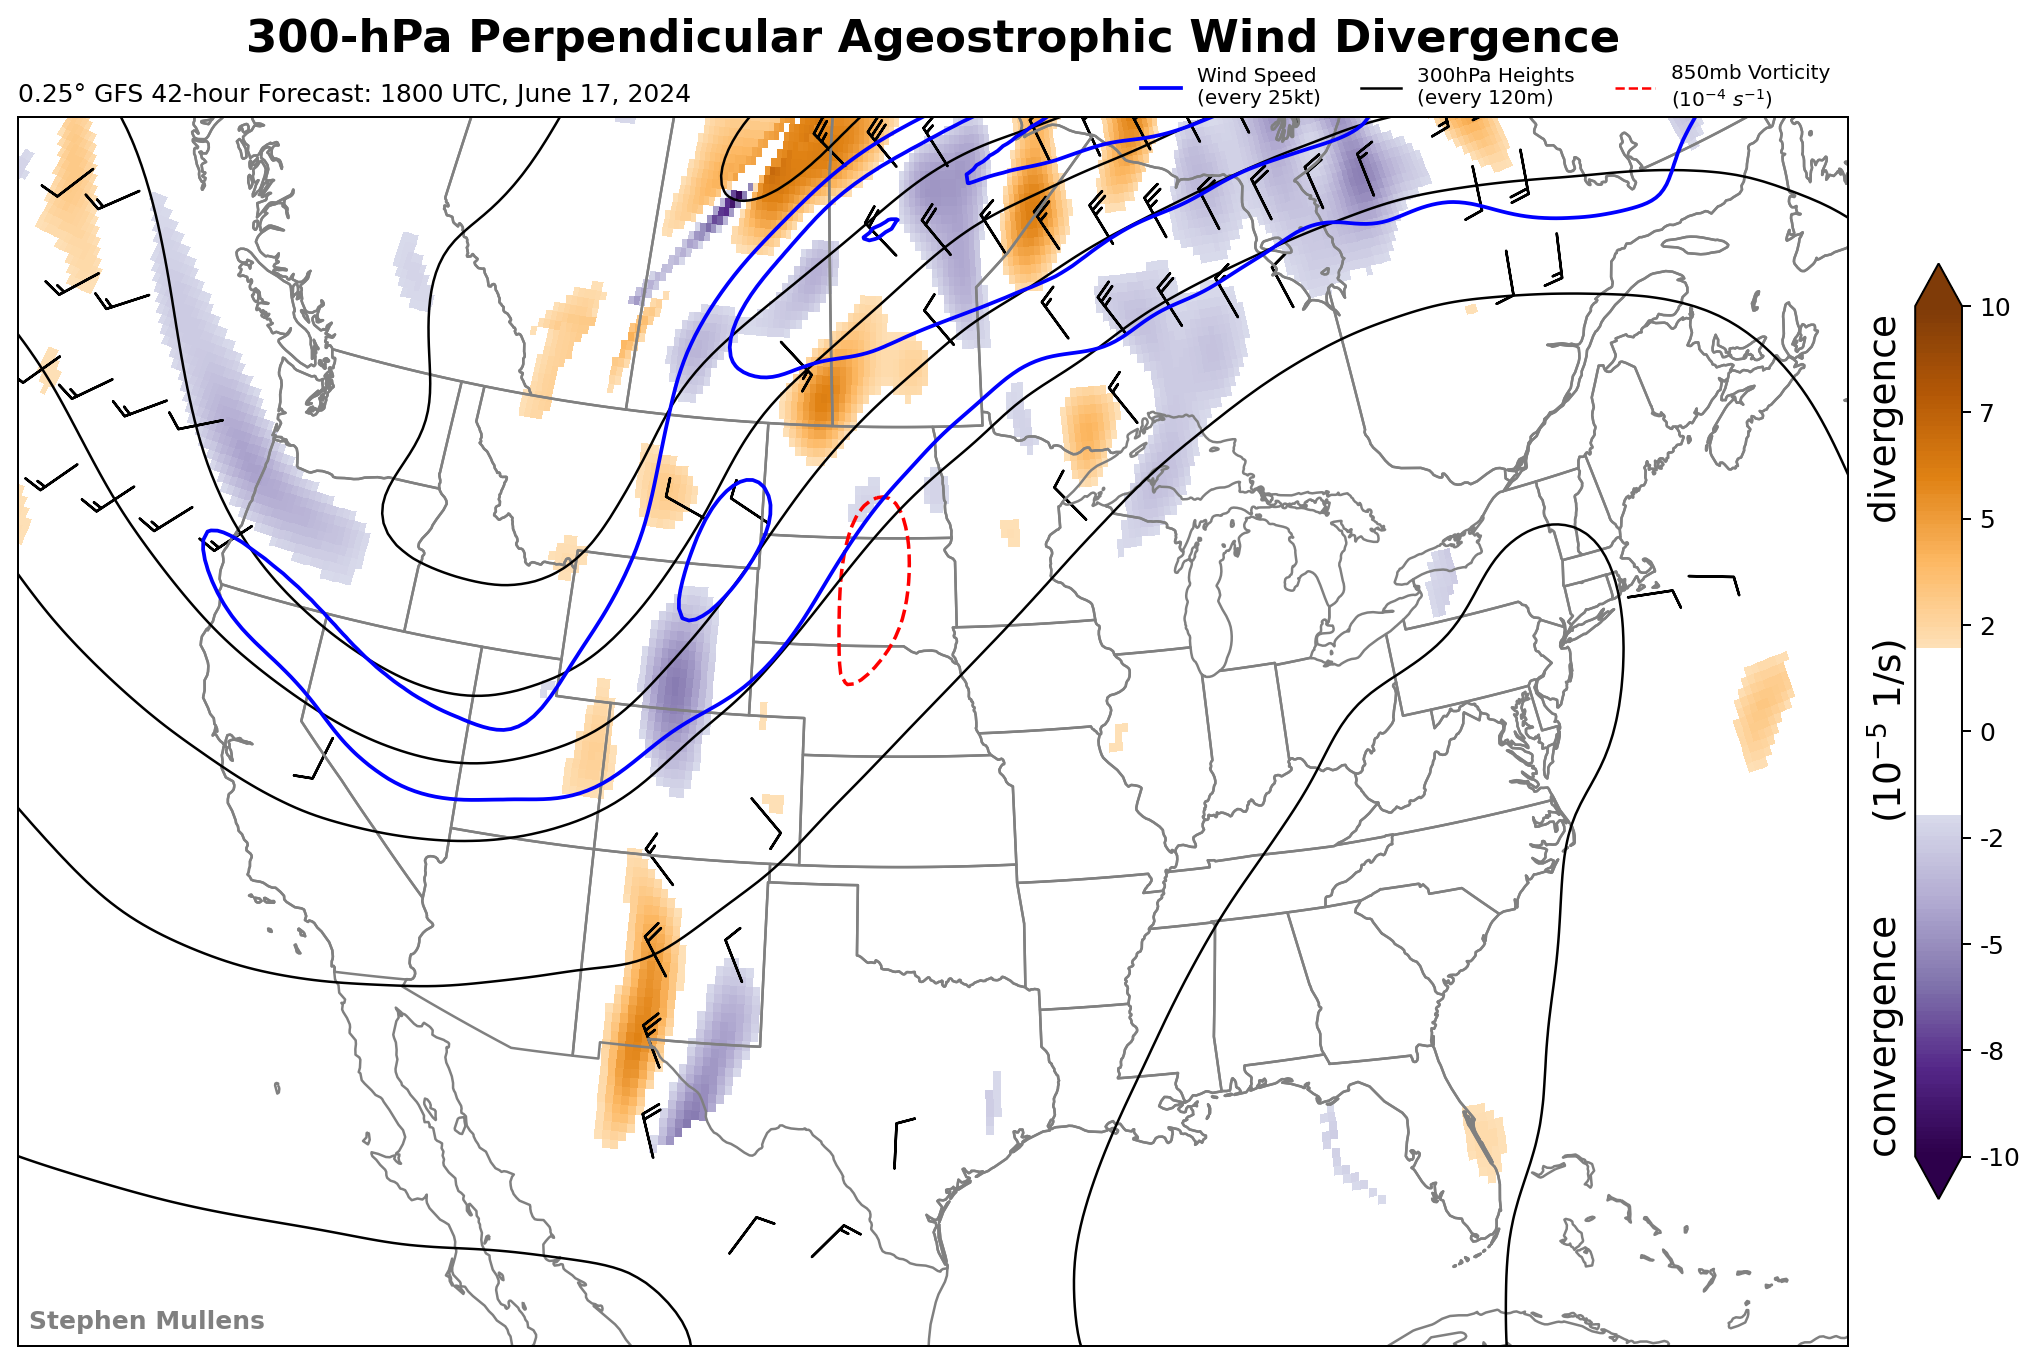 300-hPa Perpendicular Ageostrophic Wind Divergence
0.25° GFS 42-hour Forecast: 1800 UTC, June 17, 2024
Wind Speed
(every 25kt)
300hPa Heights
(every 120m)
850mb Vorticity
(10⁻⁴ s⁻¹)
10
7
5
2
0
-2
-5
-8
-10
convergence (10⁻⁵ 1/s) divergence
Stephen Mullens